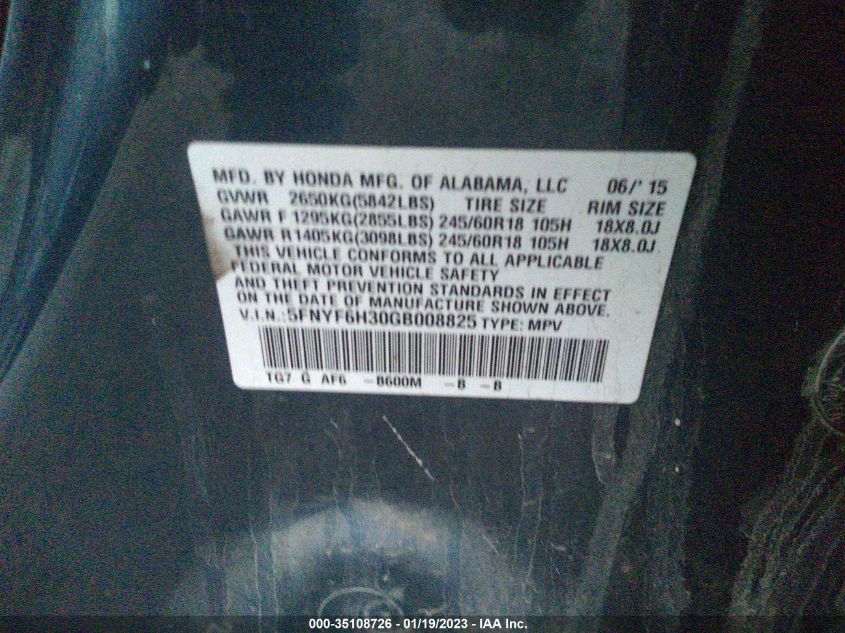 MFD. BY HONDA MFG. OF ALABAMA, LLC 06/'15
GVWR 2650KG(5842LBS) TIRE SIZE RIM SIZE
GAWR F 1295KG(2855LBS) 245/60R18 105H 18X8.0J
GAWR R 1405KG(3098LBS) 245/60R18 105H 18X8.0J
THIS VEHICLE CONFORMS TO ALL APPLICABLE
FEDERAL MOTOR VEHICLE SAFETY
AND THEFT PREVENTION STANDARDS IN EFFECT
ON THE DATE OF MANUFACTURE SHOWN ABOVE.
V.I.N.:5FNYF6H30GB008825 TYPE: MPV
TG7 G AF6 -B600M -B -B
000-35108726 - 01/19/2023 - IAA Inc.